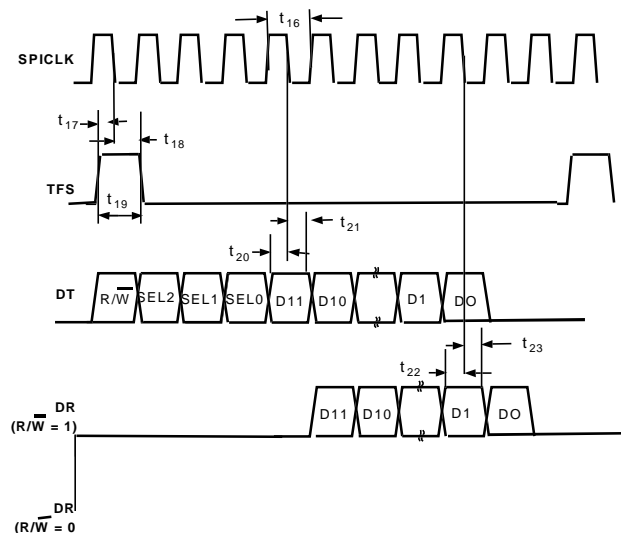 t16
SPICLK
t17
t18
TFS
t19
t21
t20
DT
R/W̅ SEL2 SEL1 SEL0 D11 D10 D1 DO
t23
t22
DR
(R/W̅ = 1)
D11 D10 D1 DO
DR
(R/W̅ = 0